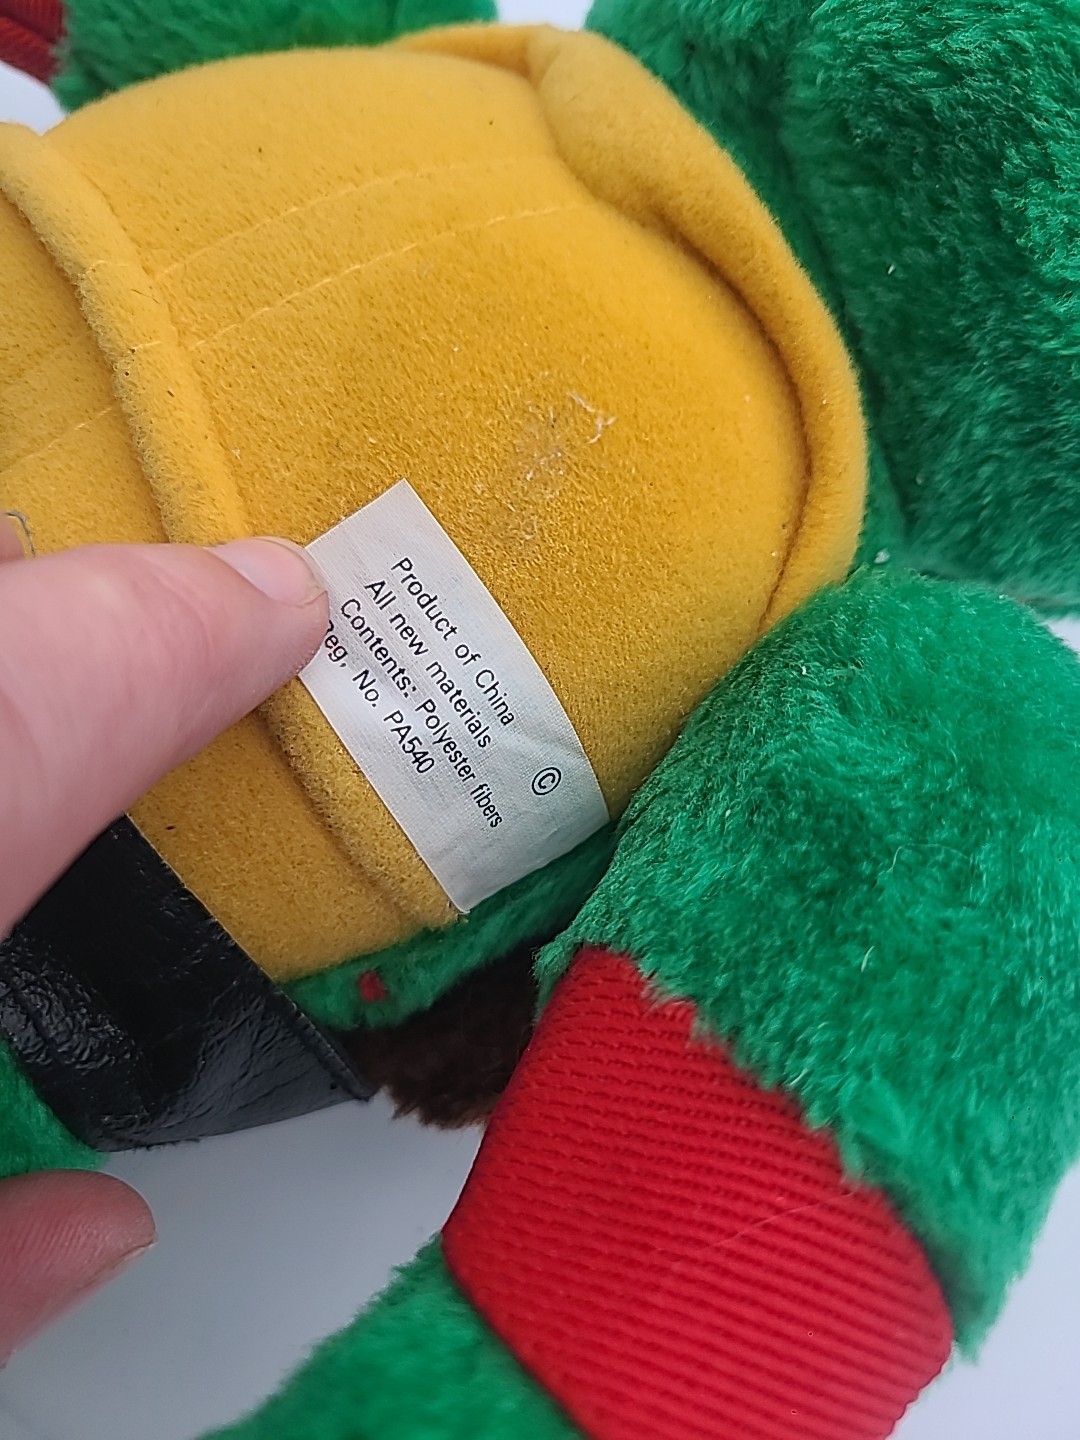 Product of China
All new materials
Contents: Polyester fibers
Reg, No. PA540
©